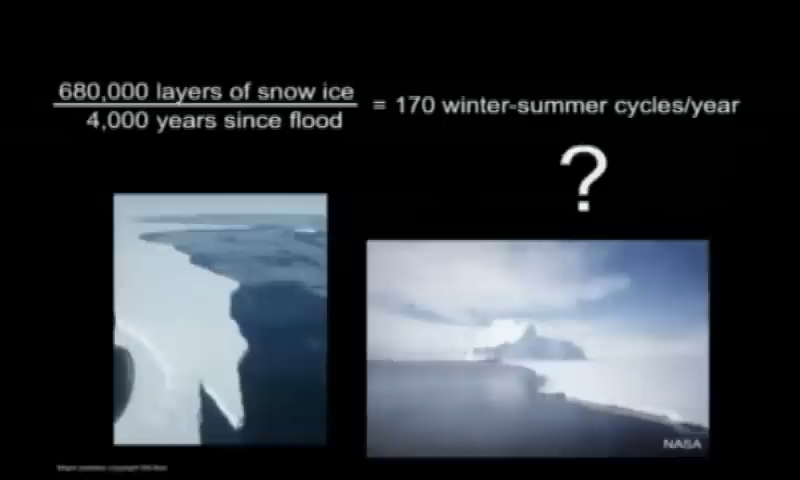 680,000 layers of snow ice
4,000 years since flood
= 170 winter-summer cycles/year
?
NASA